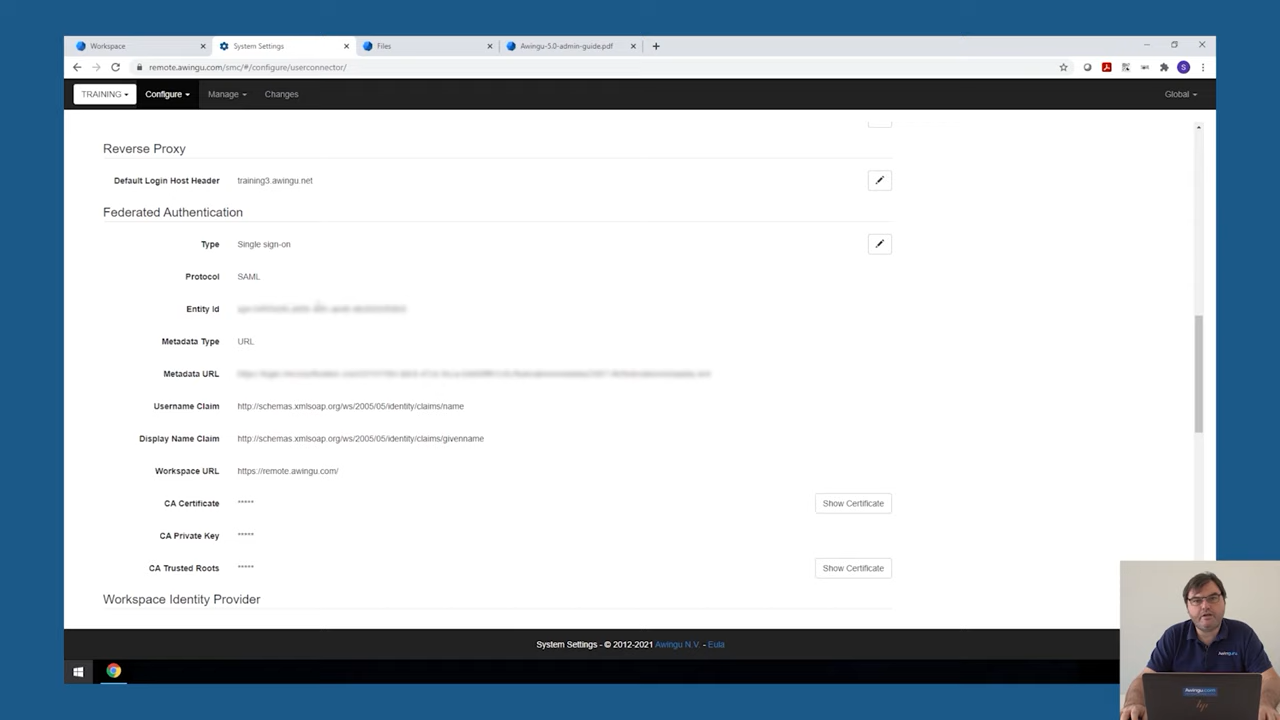 Workspace
System Settings
Files
Awingu-5.0-admin-guide.pdf
remote.awingu.com/smc/#/configure/userconnector/
S
TRAINING
Configure
Manage
Changes
Global
Reverse Proxy
Default Login Host Header training3.awingu.net
Federated Authentication
Type Single sign-on
Protocol SAML
Entity Id
Metadata Type URL
Metadata URL
Username Claim http://schemas.xmlsoap.org/ws/2005/05/identity/claims/name
Display Name Claim http://schemas.xmlsoap.org/ws/2005/05/identity/claims/givenname
Workspace URL https://remote.awingu.com/
CA Certificate ***** Show Certificate
CA Private Key *****
CA Trusted Roots ***** Show Certificate
Workspace Identity Provider
System Settings - © 2012-2021 Awingu N.V. - Eula
Awingu.com
hp